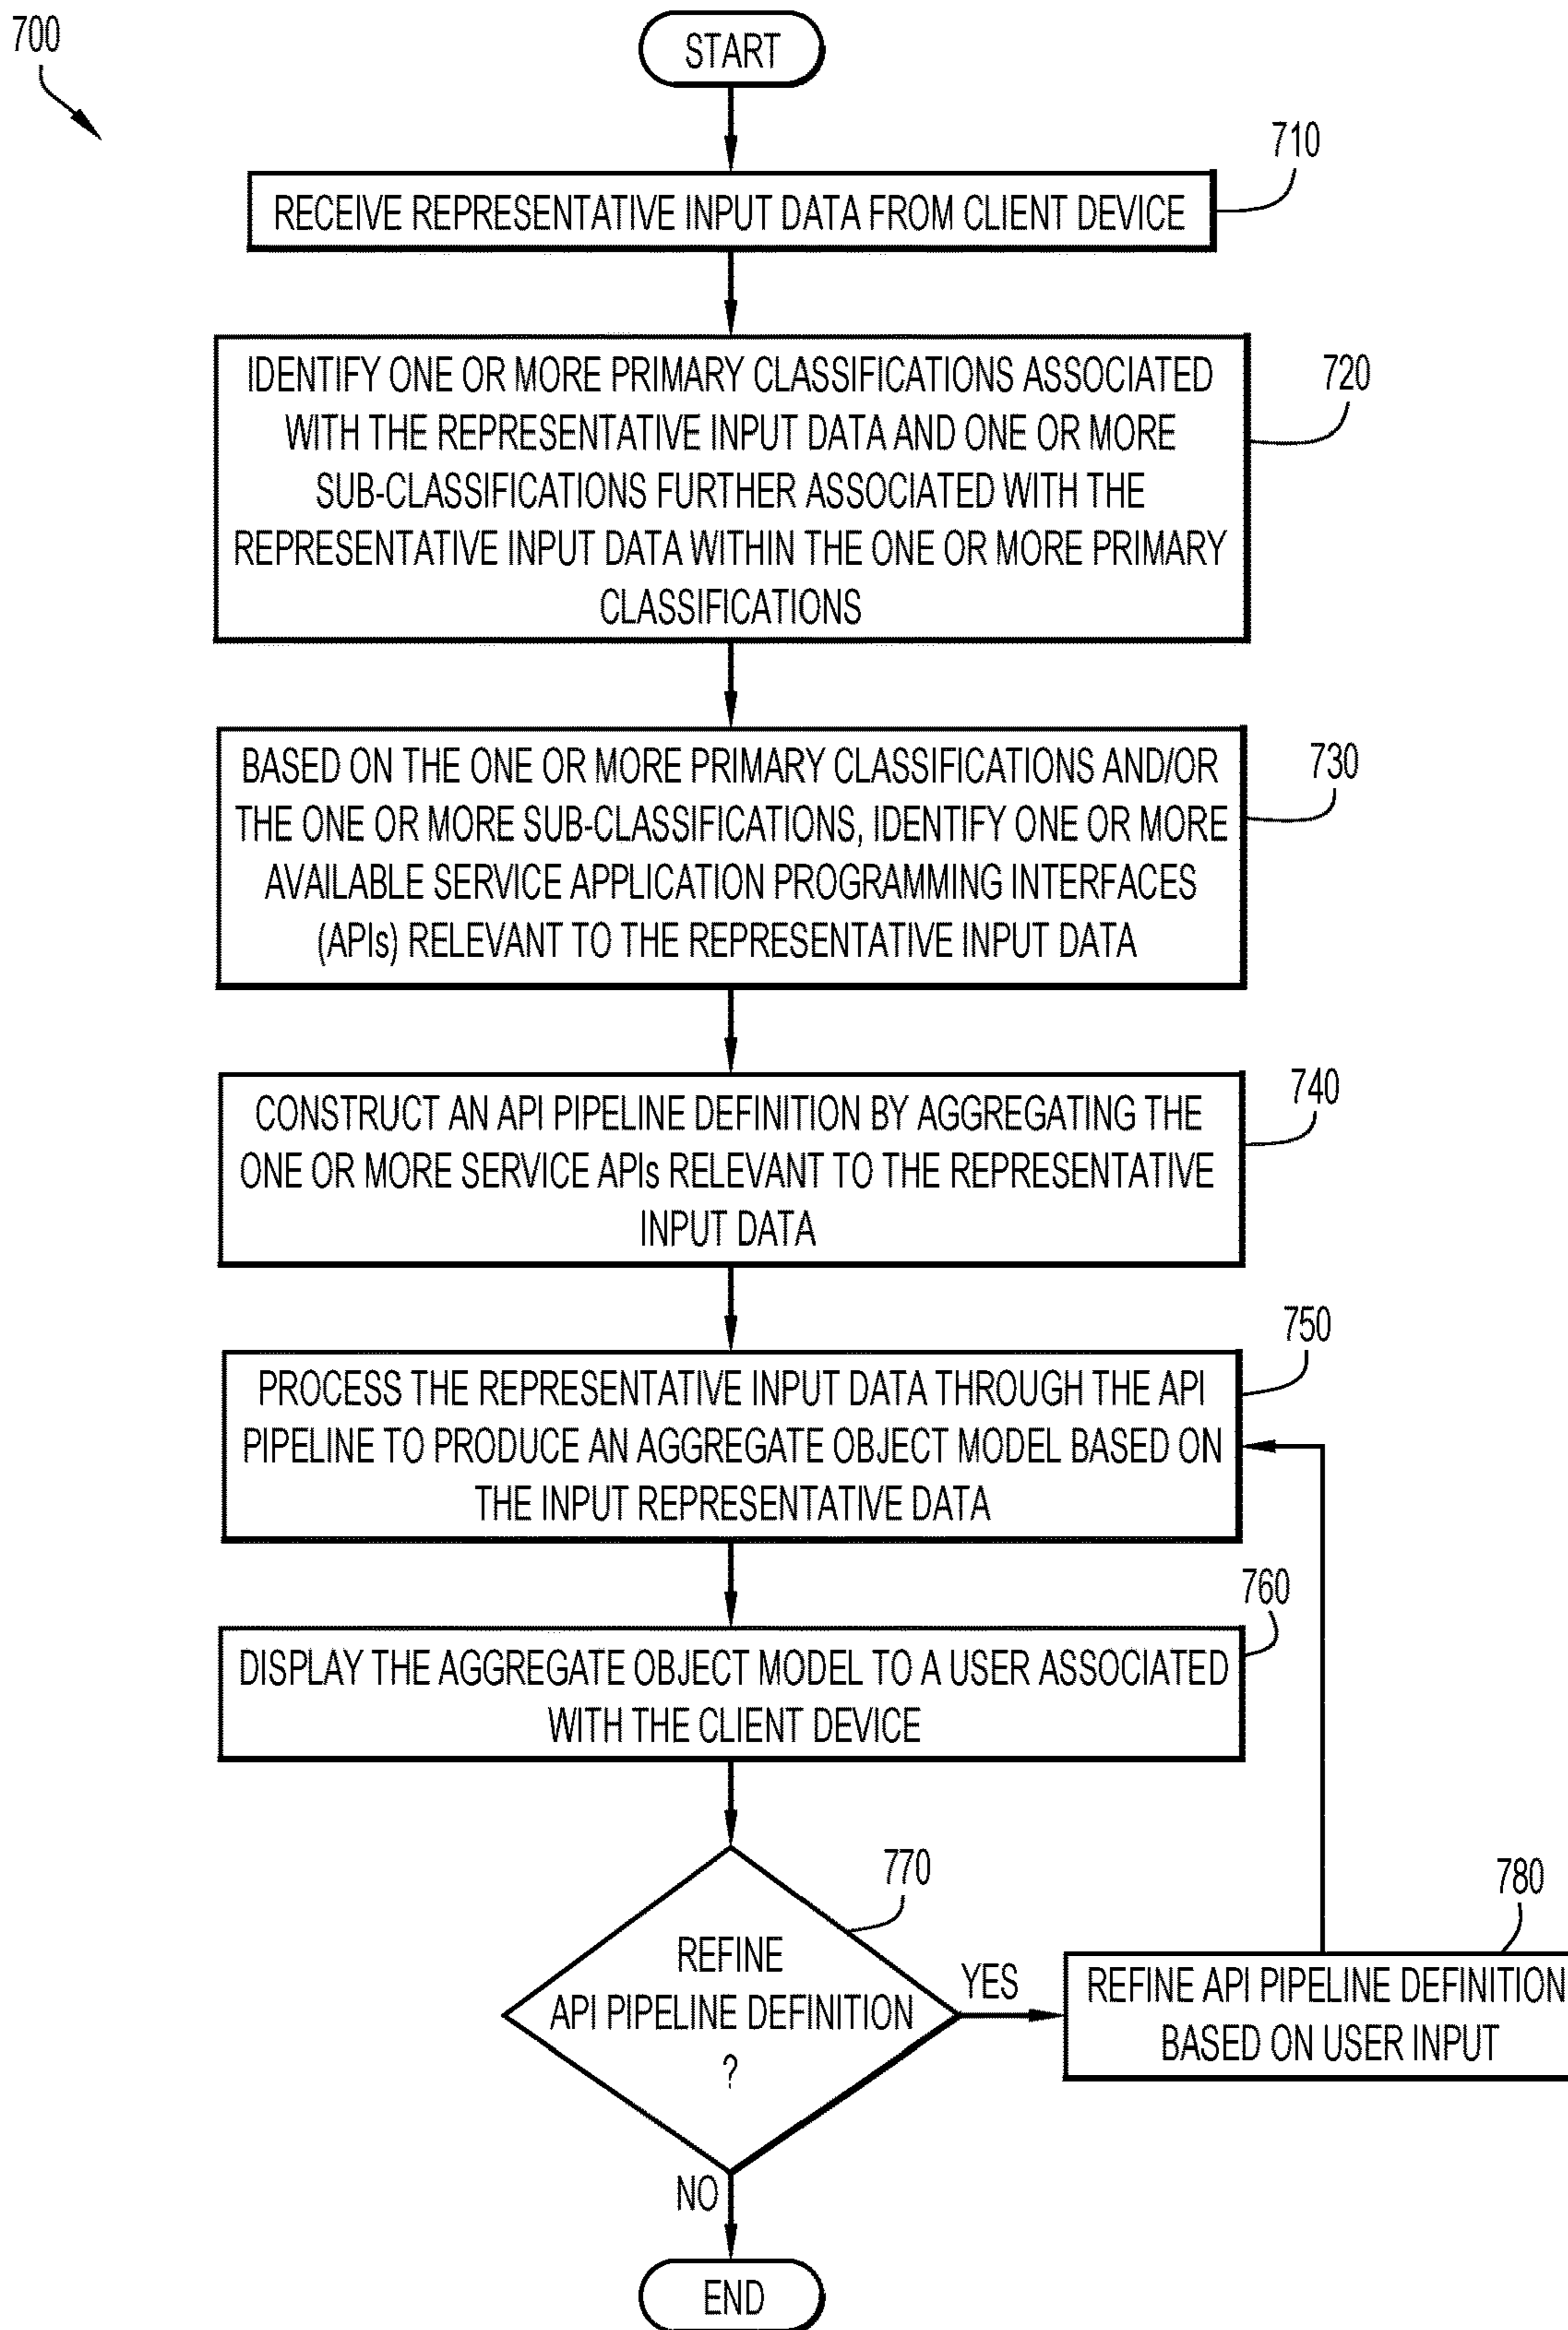 700
START
710
RECEIVE REPRESENTATIVE INPUT DATA FROM CLIENT DEVICE
720
IDENTIFY ONE OR MORE PRIMARY CLASSIFICATIONS ASSOCIATED
WITH THE REPRESENTATIVE INPUT DATA AND ONE OR MORE
SUB-CLASSIFICATIONS FURTHER ASSOCIATED WITH THE
REPRESENTATIVE INPUT DATA WITHIN THE ONE OR MORE PRIMARY
CLASSIFICATIONS
730
BASED ON THE ONE OR MORE PRIMARY CLASSIFICATIONS AND/OR
THE ONE OR MORE SUB-CLASSIFICATIONS, IDENTIFY ONE OR MORE
AVAILABLE SERVICE APPLICATION PROGRAMMING INTERFACES
(APIs) RELEVANT TO THE REPRESENTATIVE INPUT DATA
740
CONSTRUCT AN API PIPELINE DEFINITION BY AGGREGATING THE
ONE OR MORE SERVICE APIs RELEVANT TO THE REPRESENTATIVE
INPUT DATA
750
PROCESS THE REPRESENTATIVE INPUT DATA THROUGH THE API
PIPELINE TO PRODUCE AN AGGREGATE OBJECT MODEL BASED ON
THE INPUT REPRESENTATIVE DATA
760
DISPLAY THE AGGREGATE OBJECT MODEL TO A USER ASSOCIATED
WITH THE CLIENT DEVICE
770
REFINE
API PIPELINE DEFINITION
?
YES
780
REFINE API PIPELINE DEFINITION
BASED ON USER INPUT
NO
END